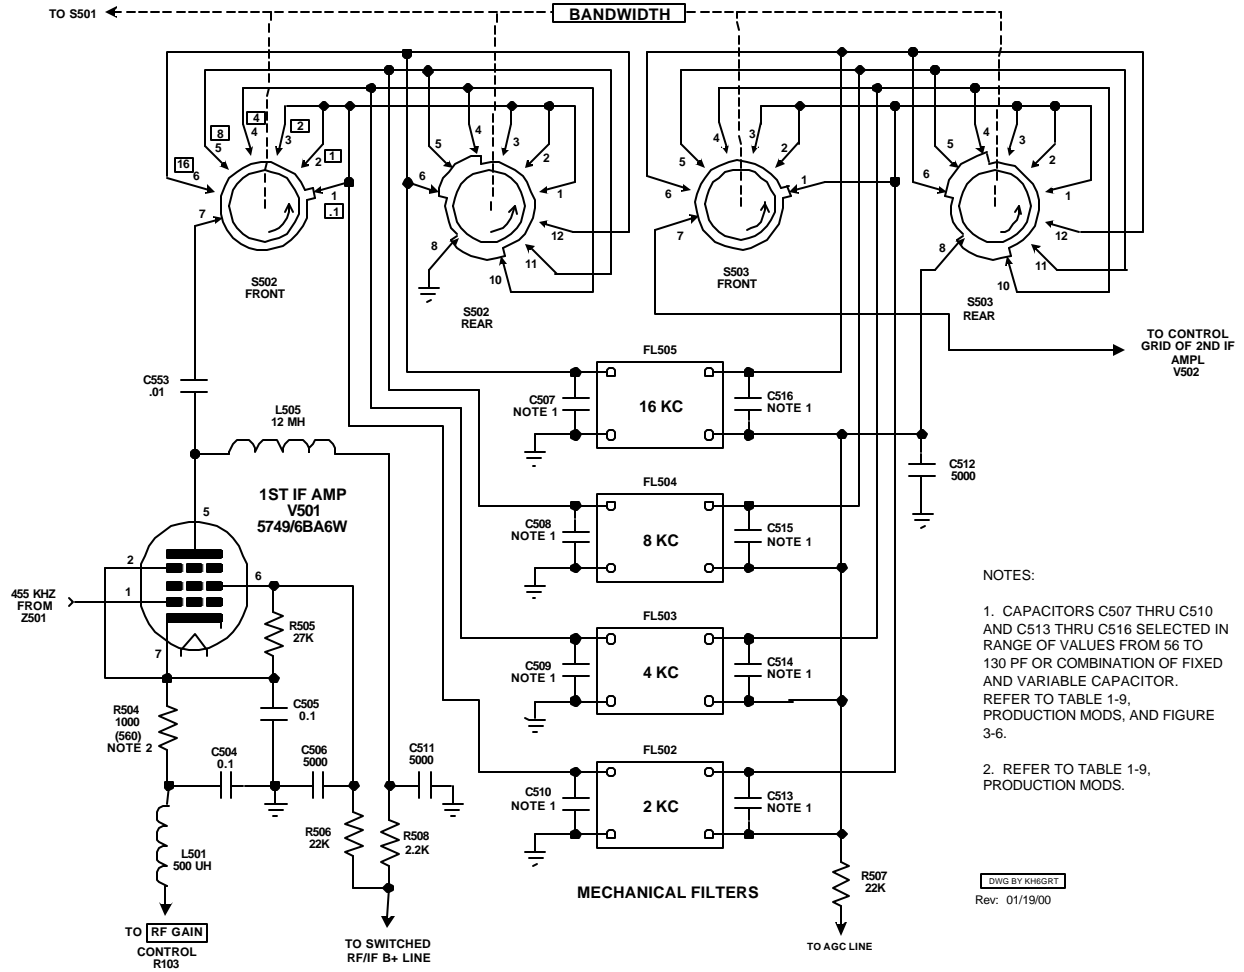 TO S501
BANDWIDTH
16
8
4
2
1
.1
7
6
5
4
3
2
1
S502
FRONT
6
5
4
3
2
1
12
11
10
8
S502
REAR
7
6
5
4
3
2
1
S503
FRONT
6
5
4
3
2
1
12
11
10
8
S503
REAR
TO CONTROL
GRID OF 2ND IF
AMPL
V502
C553
.01
L505
12 MH
1ST IF AMP
V501
5749/6BA6W
5
2
1
6
7
455 KHZ
FROM
Z501
R505
27K
R504
1000
(560)
NOTE 2
C505
0.1
C504
0.1
C506
5000
C511
5000
R506
22K
R508
2.2K
L501
500 UH
TO RF GAIN
CONTROL
R103
TO SWITCHED
RF/IF B+ LINE
FL505
16 KC
C507
NOTE 1
C516
NOTE 1
FL504
8 KC
C508
NOTE 1
C515
NOTE 1
FL503
4 KC
C509
NOTE 1
C514
NOTE 1
FL502
2 KC
C510
NOTE 1
C513
NOTE 1
MECHANICAL FILTERS
C512
5000
R507
22K
TO AGC LINE
NOTES:
1. CAPACITORS C507 THRU C510
AND C513 THRU C516 SELECTED IN
RANGE OF VALUES FROM 56 TO
130 PF OR COMBINATION OF FIXED
AND VARIABLE CAPACITOR.
REFER TO TABLE 1-9,
PRODUCTION MODS, AND FIGURE
3-6.
2. REFER TO TABLE 1-9,
PRODUCTION MODS.
DWG BY KH6GRT
Rev: 01/19/00